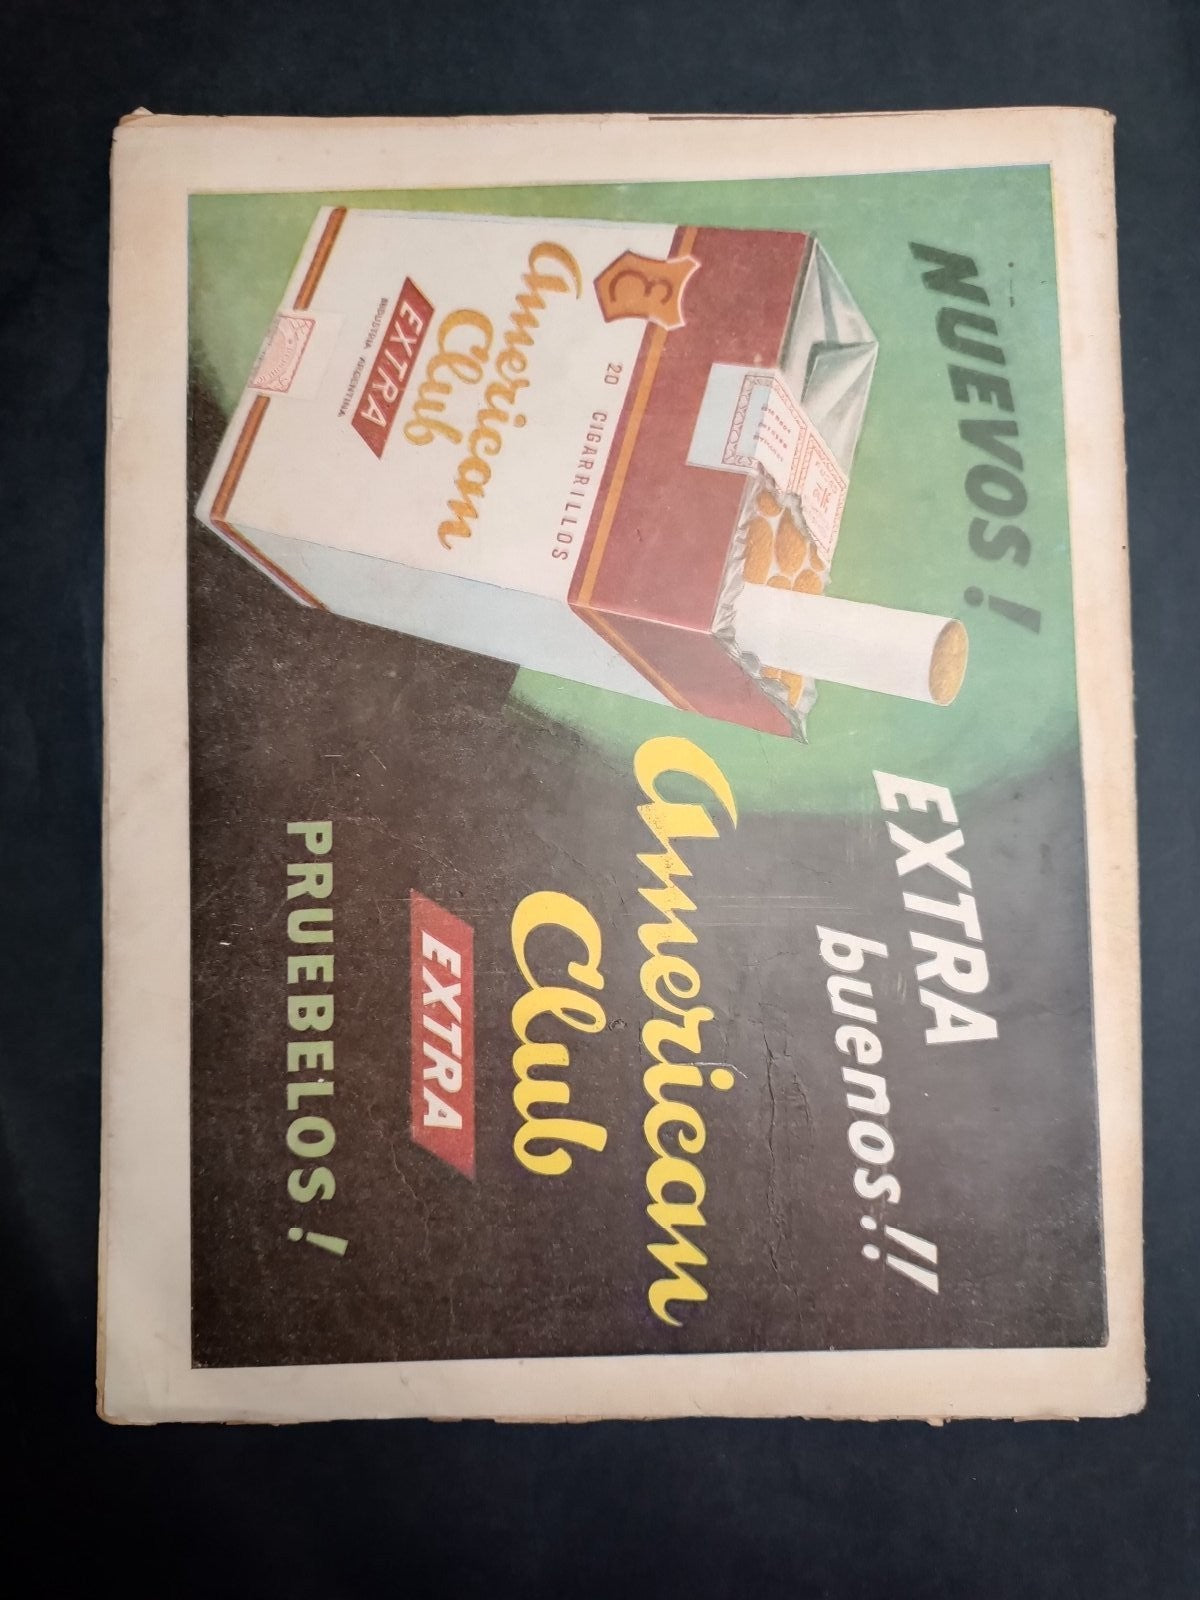 NUEVOS!
EXTRA
buenos!!
E
20 CIGARRILLOS
American
Club
EXTRA
INDUSTRIA ARGENTINA
American
Club
EXTRA
PRUEBELOS!